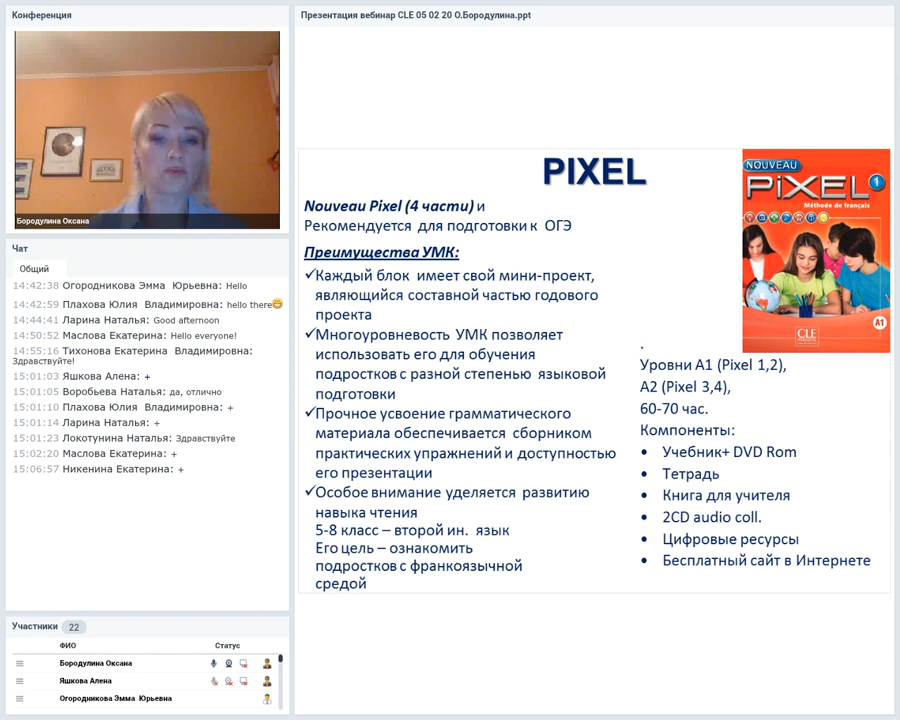 Конференция
Бородулина Оксана
Чат
Общий
14:42:38 Огородникова Эмма Юрьевна: Hello
14:42:59 Плахова Юлия Владимировна: hello there
14:44:41 Ларина Наталья: Good afternoon
14:50:52 Маслова Екатерина: Hello everyone!
14:55:16 Тихонова Екатерина Владимировна:
Здравствуйте!
15:01:03 Яшкова Алена: +
15:01:05 Воробьева Наталья: да, отлично
15:01:10 Плахова Юлия Владимировна: +
15:01:14 Ларина Наталья: +
15:01:23 Локотунина Наталья: Здравствуйте
15:02:20 Маслова Екатерина: +
15:06:57 Никенина Екатерина: +
Участники 22
ФИО Статус
Бородулина Оксана
Яшкова Алена
Огородникова Эмма Юрьевна
Презентация вебинар CLE 05 02 20 О.Бородулина.ppt
PIXEL
Nouveau Pixel (4 части) и
Рекомендуется для подготовки к ОГЭ
Преимущества УМК:
✓Каждый блок имеет свой мини-проект,
являющийся составной частью годового
проекта
✓Многоуровневость УМК позволяет
использовать его для обучения
подростков с разной степенью языковой
подготовки
✓Прочное усвоение грамматического
материала обеспечивается сборником
практических упражнений и доступностью
его презентации
✓Особое внимание уделяется развитию
навыка чтения
5-8 класс – второй ин. язык
Его цель – ознакомить
подростков с франкоязычной
средой
NOUVEAU
PIXEL 1
Méthode de français
CLE
A1
.
Уровни А1 (Pixel 1,2),
А2 (Pixel 3,4),
60-70 час.
Компоненты:
• Учебник+ DVD Rom
• Тетрадь
• Книга для учителя
• 2CD audio coll.
• Цифровые ресурсы
• Бесплатный сайт в Интернете